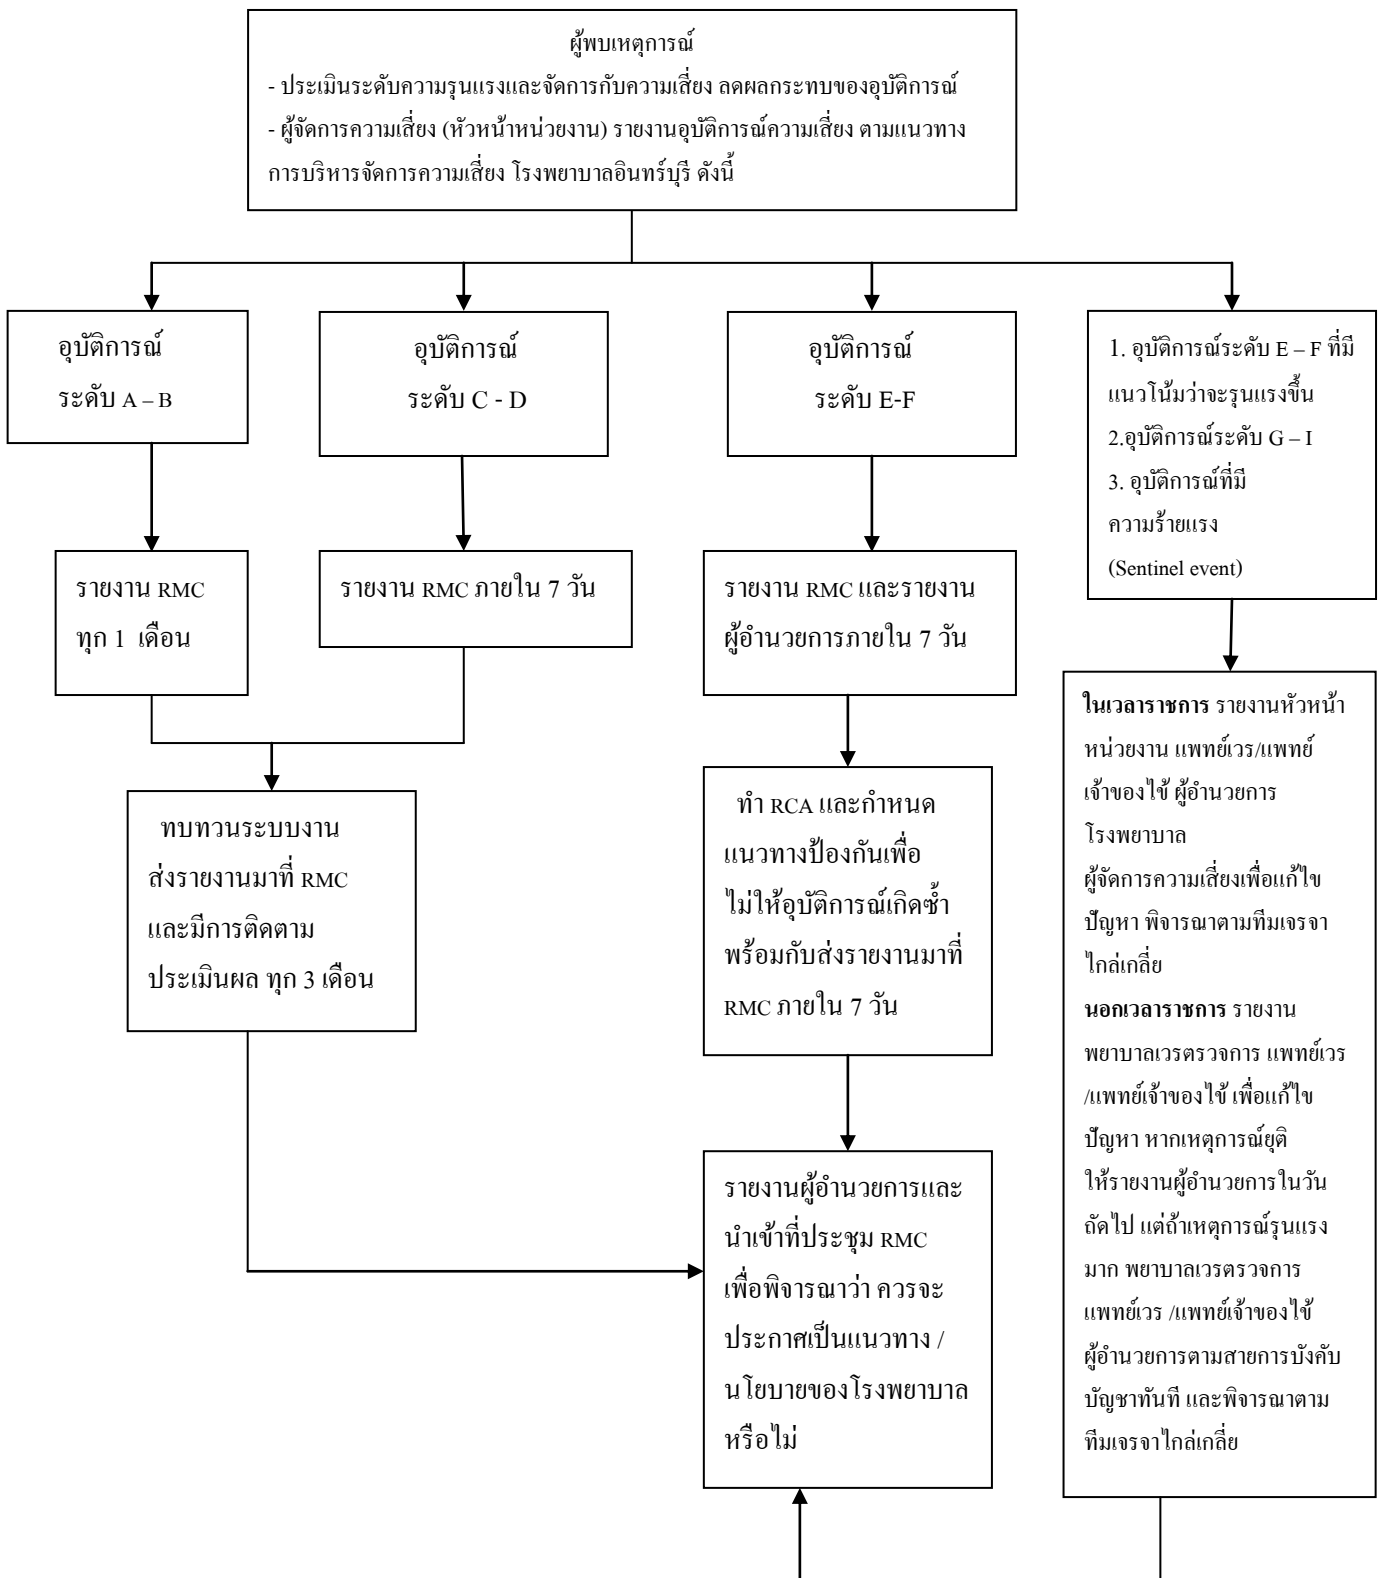 ผู้พบเหตุการณ์
- ประเมินระดับความรุนแรงและจัดการกับความเสี่ยง ลดผลกระทบของอุบัติการณ์
- ผู้จัดการความเสี่ยง (หัวหน้าหน่วยงาน) รายงานอุบัติการณ์ความเสี่ยง ตามแนวทาง
การบริหารจัดการความเสี่ยง โรงพยาบาลอินทร์บุรี ดังนี้
อุบัติการณ์
ระดับ A – B
อุบัติการณ์
ระดับ C - D
อุบัติการณ์
ระดับ E-F
1. อุบัติการณ์ระดับ E – F ที่มี
แนวโน้มว่าจะรุนแรงขึ้น
2.อุบัติการณ์ระดับ G – I
3. อุบัติการณ์ที่มี
ความร้ายแรง
(Sentinel event)
รายงาน RMC
ทุก 1 เดือน
รายงาน RMC ภายใน 7 วัน
รายงาน RMC และรายงาน
ผู้อำนวยการภายใน 7 วัน
ในเวลาราชการ รายงานหัวหน้า
หน่วยงาน แพทย์เวร/แพทย์
เจ้าของไข้ ผู้อำนวยการ
โรงพยาบาล
ผู้จัดการความเสี่ยงเพื่อแก้ไข
ปัญหา พิจารณาตามทีมเจรจา
ไกล่เกลี่ย
นอกเวลาราชการ รายงาน
พยาบาลเวรตรวจการ แพทย์เวร
/แพทย์เจ้าของไข้ เพื่อแก้ไข
ปัญหา หากเหตุการณ์ยุติ
ให้รายงานผู้อำนวยการในวัน
ถัดไป แต่ถ้าเหตุการณ์รุนแรง
มาก พยาบาลเวรตรวจการ
แพทย์เวร /แพทย์เจ้าของไข้
ผู้อำนวยการตามสายการบังคับ
บัญชาทันที และพิจารณาตาม
ทีมเจรจาไกล่เกลี่ย
ทบทวนระบบงาน
ส่งรายงานมาที่ RMC
และมีการติดตาม
ประเมินผล ทุก 3 เดือน
ทำ RCA และกำหนด
แนวทางป้องกันเพื่อ
ไม่ให้อุบัติการณ์เกิดซ้ำ
พร้อมกับส่งรายงานมาที่
RMC ภายใน 7 วัน
รายงานผู้อำนวยการและ
นำเข้าที่ประชุม RMC
เพื่อพิจารณาว่า ควรจะ
ประกาศเป็นแนวทาง /
นโยบายของโรงพยาบาล
หรือไม่